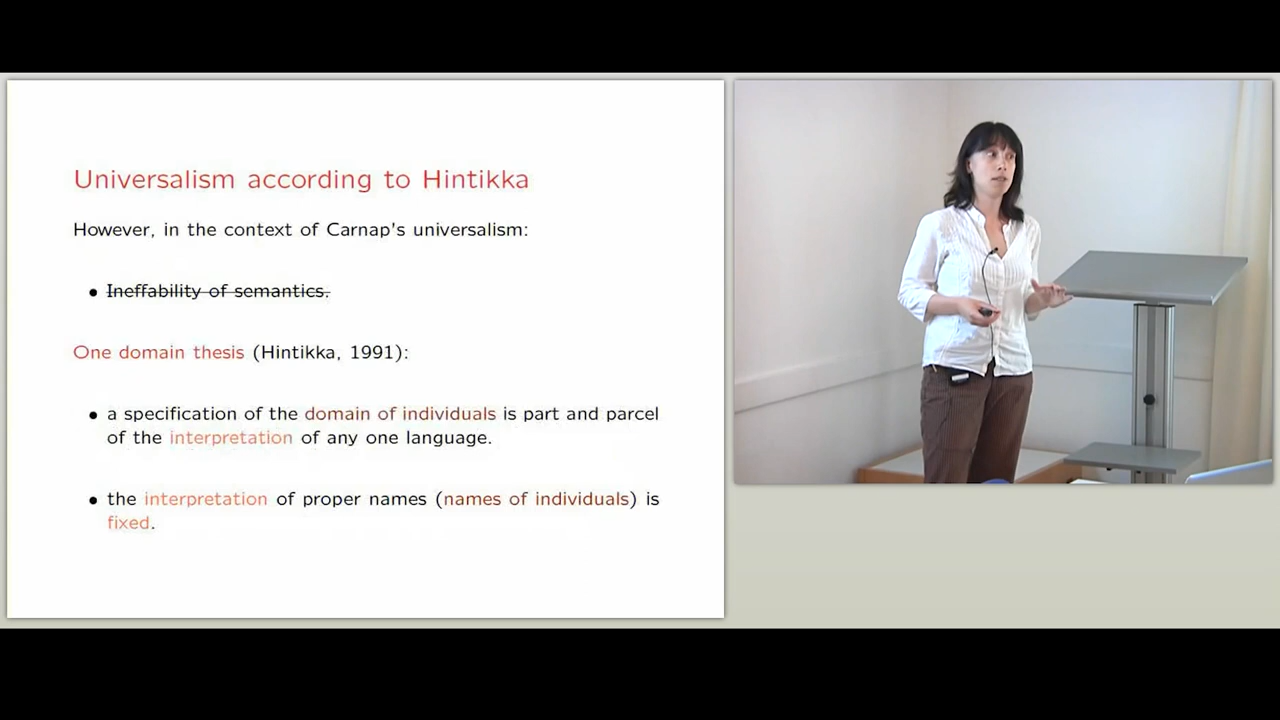 Universalism according to Hintikka
However, in the context of Carnap's universalism:
• Ineffability of semantics.
One domain thesis (Hintikka, 1991):
• a specification of the domain of individuals is part and parcel
of the interpretation of any one language.
• the interpretation of proper names (names of individuals) is
fixed.